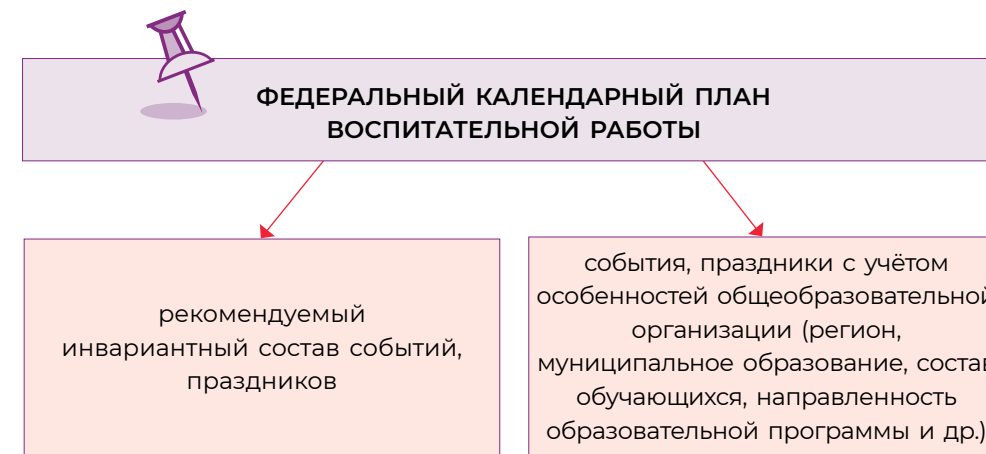 ФЕДЕРАЛЬНЫЙ КАЛЕНДАРНЫЙ ПЛАН
ВОСПИТАТЕЛЬНОЙ РАБОТЫ
рекомендуемый
инвариантный состав событий,
праздников
события, праздники с учётом
особенностей общеобразовательной
организации (регион,
муниципальное образование, состав
обучающихся, направленность
образовательной программы и др.)